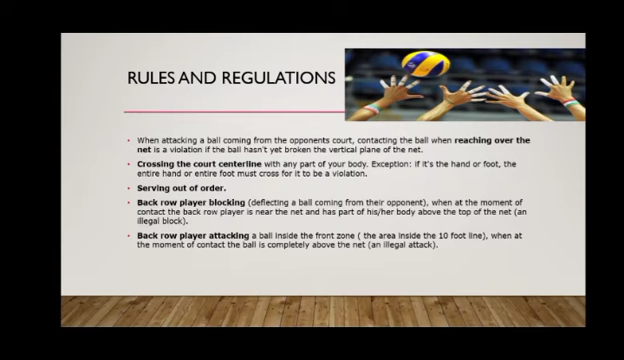 RULES AND REGULATIONS
• When attacking a ball coming from the opponents court, contacting the ball when reaching over the
net is a violation if the ball hasn't yet broken the vertical plane of the net.
• Crossing the court centerline with any part of your body. Exception: if it's the hand or foot, the
entire hand or entire foot must cross for it to be a violation.
• Serving out of order.
• Back row player blocking (deflecting a ball coming from their opponent), when at the moment of
contact the back row player is near the net and has part of his/her body above the top of the net (an
illegal block).
• Back row player attacking a ball inside the front zone ( the area inside the 10 foot line), when at
the moment of contact the ball is completely above the net (an illegal attack).